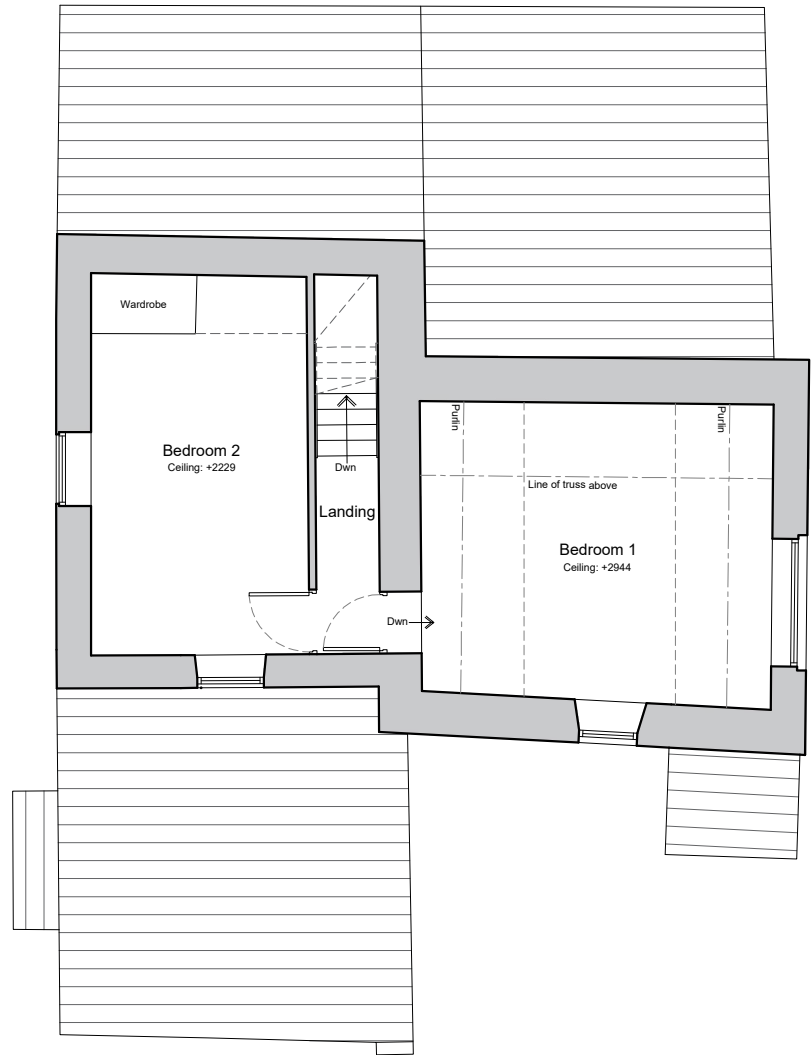 Wardrobe
Purlin
Purlin
Bedroom 2
Ceiling: +2229
Dwn
Line of truss above
Landing
Bedroom 1
Ceiling: +2944
Dwn